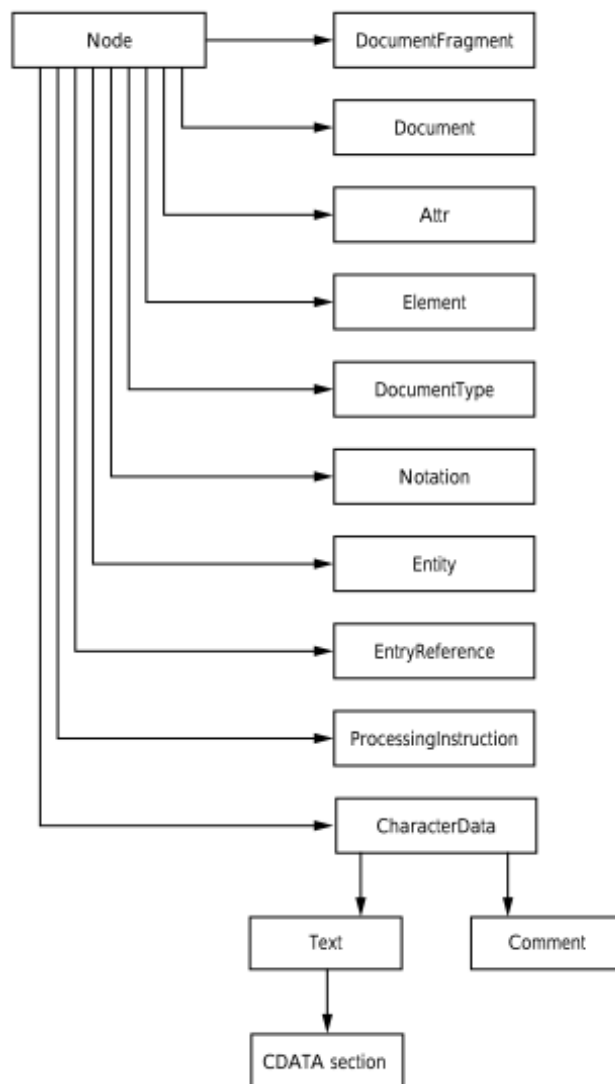 Node
DocumentFragment
Document
Attr
Element
DocumentType
Notation
Entity
EntryReference
ProcessingInstruction
CharacterData
Text
Comment
CDATA section